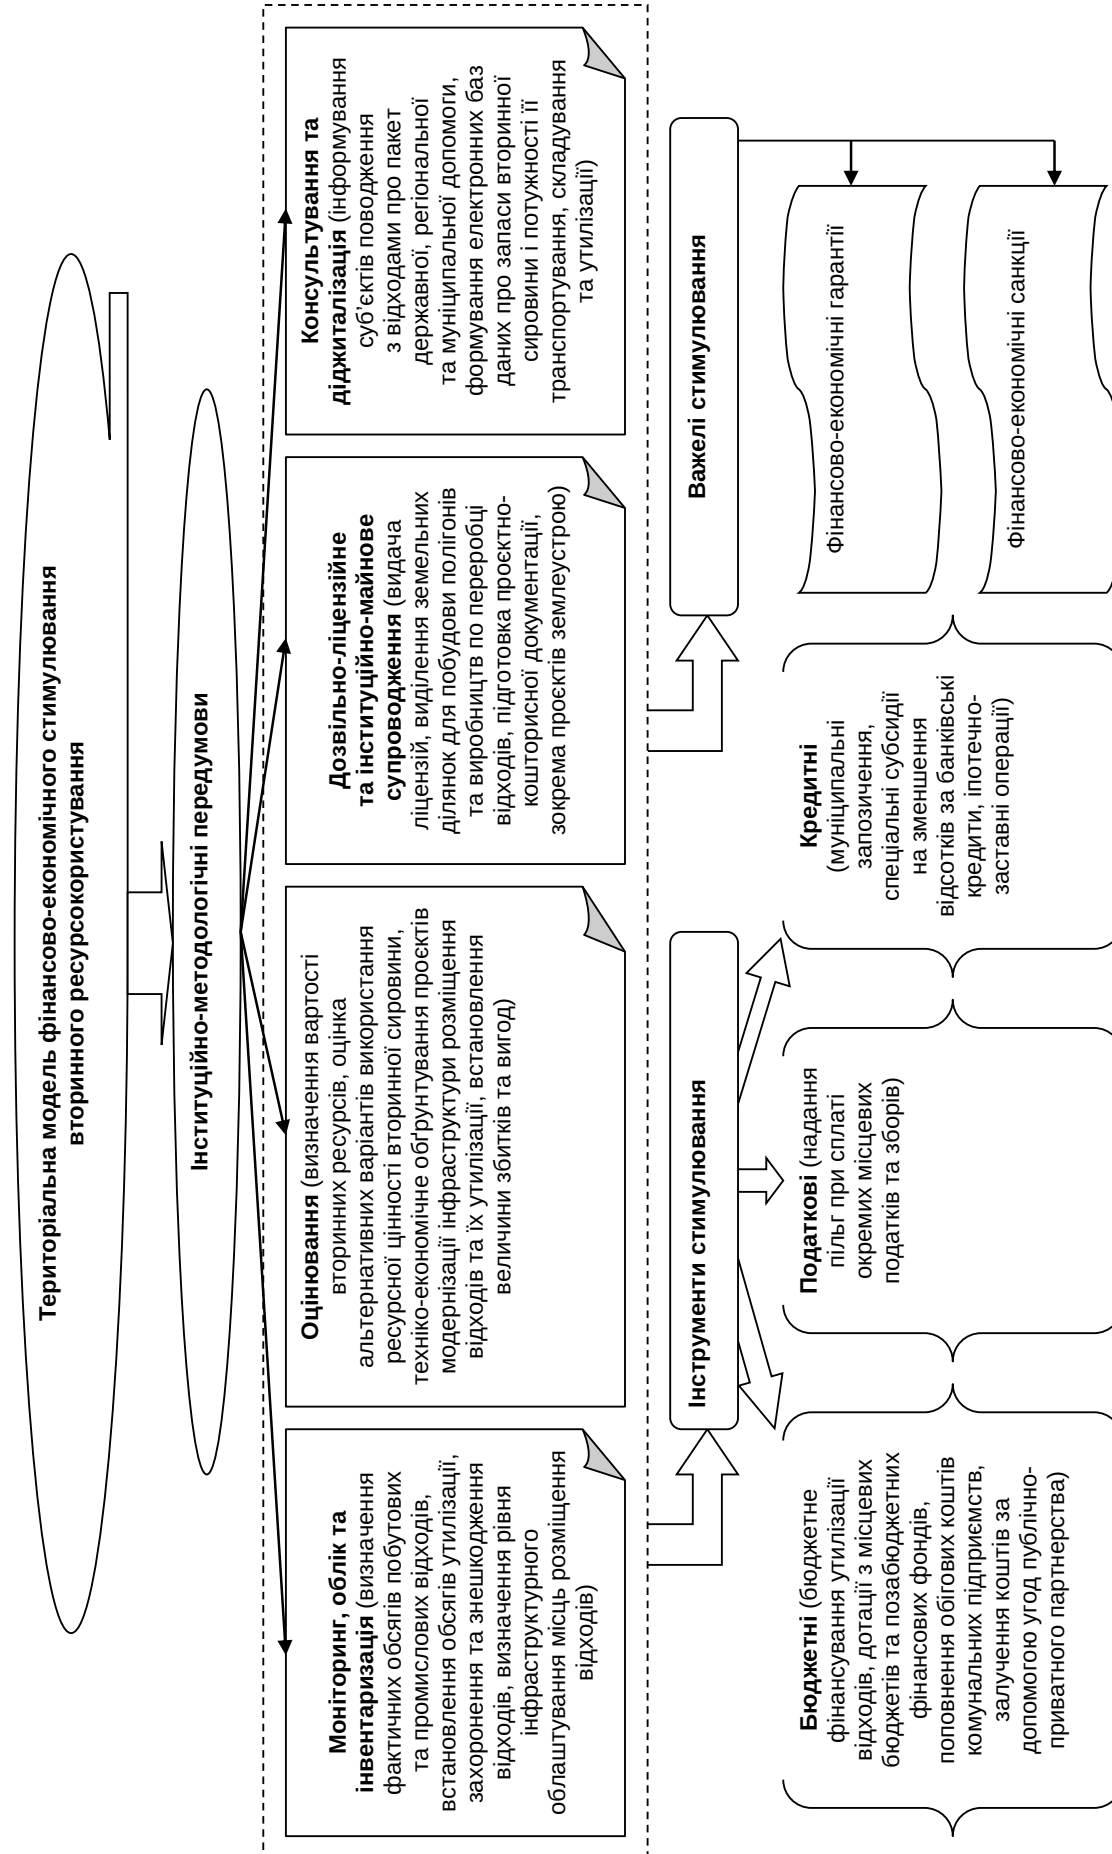 Територіальна модель фінансово-економічного стимулювання
вторинного ресурсокористування
Інституційно-методологічні передумови
Моніторинг, облік та
інвентаризація (визначення
фактичних обсягів побутових
та промислових відходів,
встановлення обсягів утилізації,
захоронення та знешкодження
відходів, визначення рівня
інфраструктурного
облаштування місць розміщення
відходів)
Оцінювання (визначення вартості
вторинних ресурсів, оцінка
альтернативних варіантів використання
ресурсної цінності вторинної сировини,
техніко-економічне обґрунтування проєктів
модернізації інфраструктури розміщення
відходів та їх утилізації, встановлення
величини збитків та вигод)
Дозвільно-ліцензійне
та інституційно-майнове
супроводження (видача
ліцензій, виділення земельних
ділянок для побудови полігонів
та виробництв по переробці
відходів, підготовка проєктно-
кошторисної документації,
зокрема проєктів землеустрою)
Консультування та
діджиталізація (інформування
суб’єктів поводження
з відходами про пакет
державної, регіональної
та муніципальної допомоги,
формування електронних баз
даних про запаси вторинної
сировини і потужності її
транспортування, складування
та утилізації)
Інструменти стимулювання
Важелі стимулювання
Бюджетні (бюджетне
фінансування утилізації
відходів, дотації з місцевих
бюджетів та позабюджетних
фінансових фондів,
поповнення обігових коштів
комунальних підприємств,
залучення коштів за
допомогою угод публічно-
приватного партнерства)
Податкові (надання
пільг при сплаті
окремих місцевих
податків та зборів)
Кредитні
(муніципальні
запозичення,
спеціальні субсидії
на зменшення
відсотків за банківські
кредити, іпотечно-
заставні операції)
Фінансово-економічні гарантії
Фінансово-економічні санкції